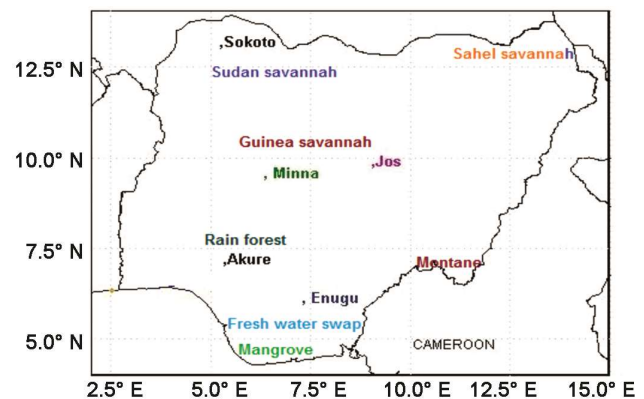 ,Sokoto
Sahel savannah
12.5° N
Sudan savannah
Guinea savannah
10.0° N
,Jos
, Minna
Rain forest
7.5° N
,Akure
Montane
, Enugu
Fresh water swap
5.0° N
Mangrove
CAMEROON
2.5° E 5.0° E 7.5° E 10.0° E 12.5° E 15.0° E